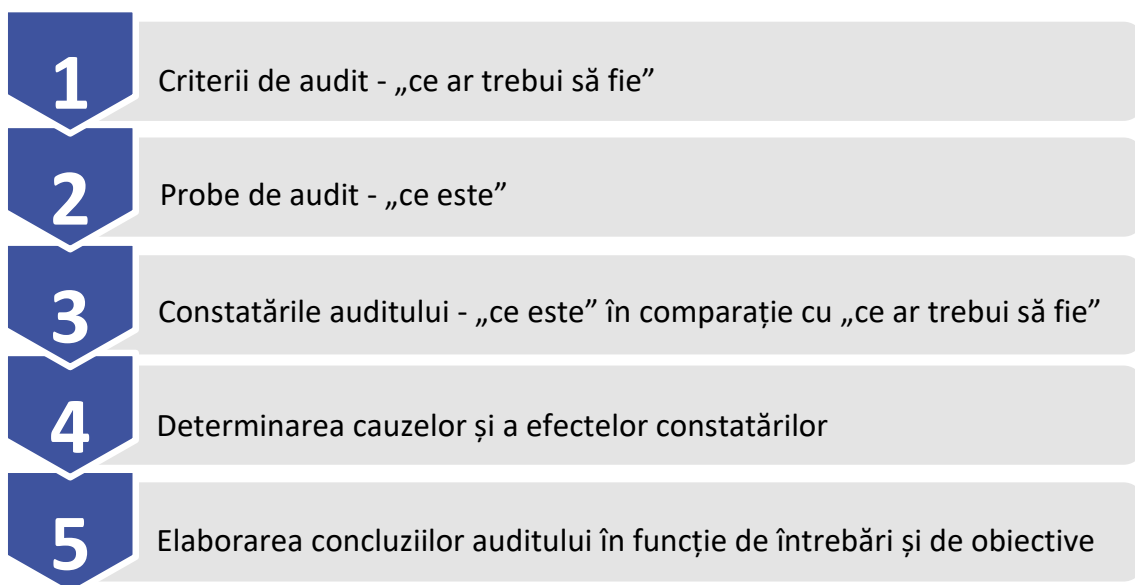 1
Criterii de audit - „ce ar trebui să fie”
2
Probe de audit - „ce este”
3
Constatările auditului - „ce este” în comparație cu „ce ar trebui să fie”
4
Determinarea cauzelor și a efectelor constatărilor
5
Elaborarea concluziilor auditului în funcție de întrebări și de obiective